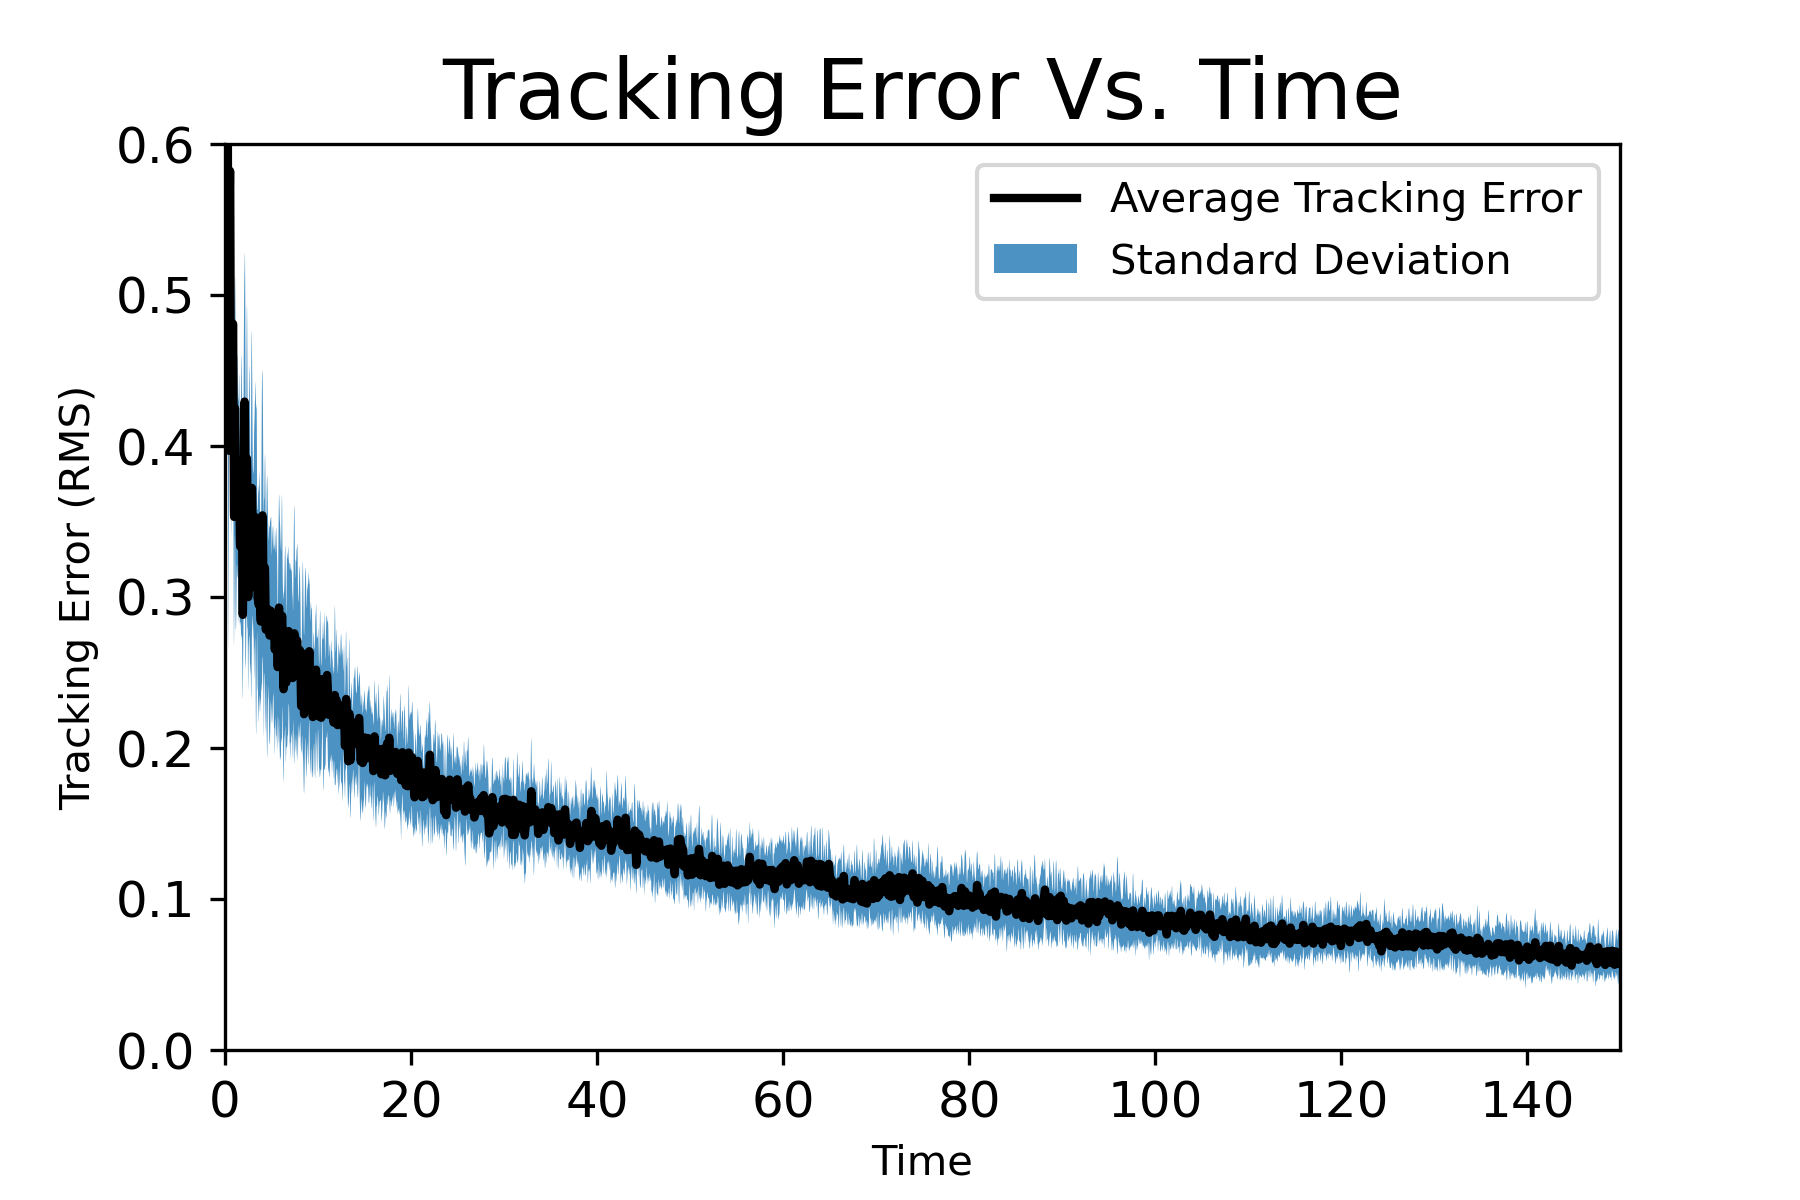 Tracking Error Vs. Time
Average Tracking Error
Standard Deviation
Tracking Error (RMS)
0.6
0.5
0.4
0.3
0.2
0.1
0.0
0 20 40 60 80 100 120 140
Time